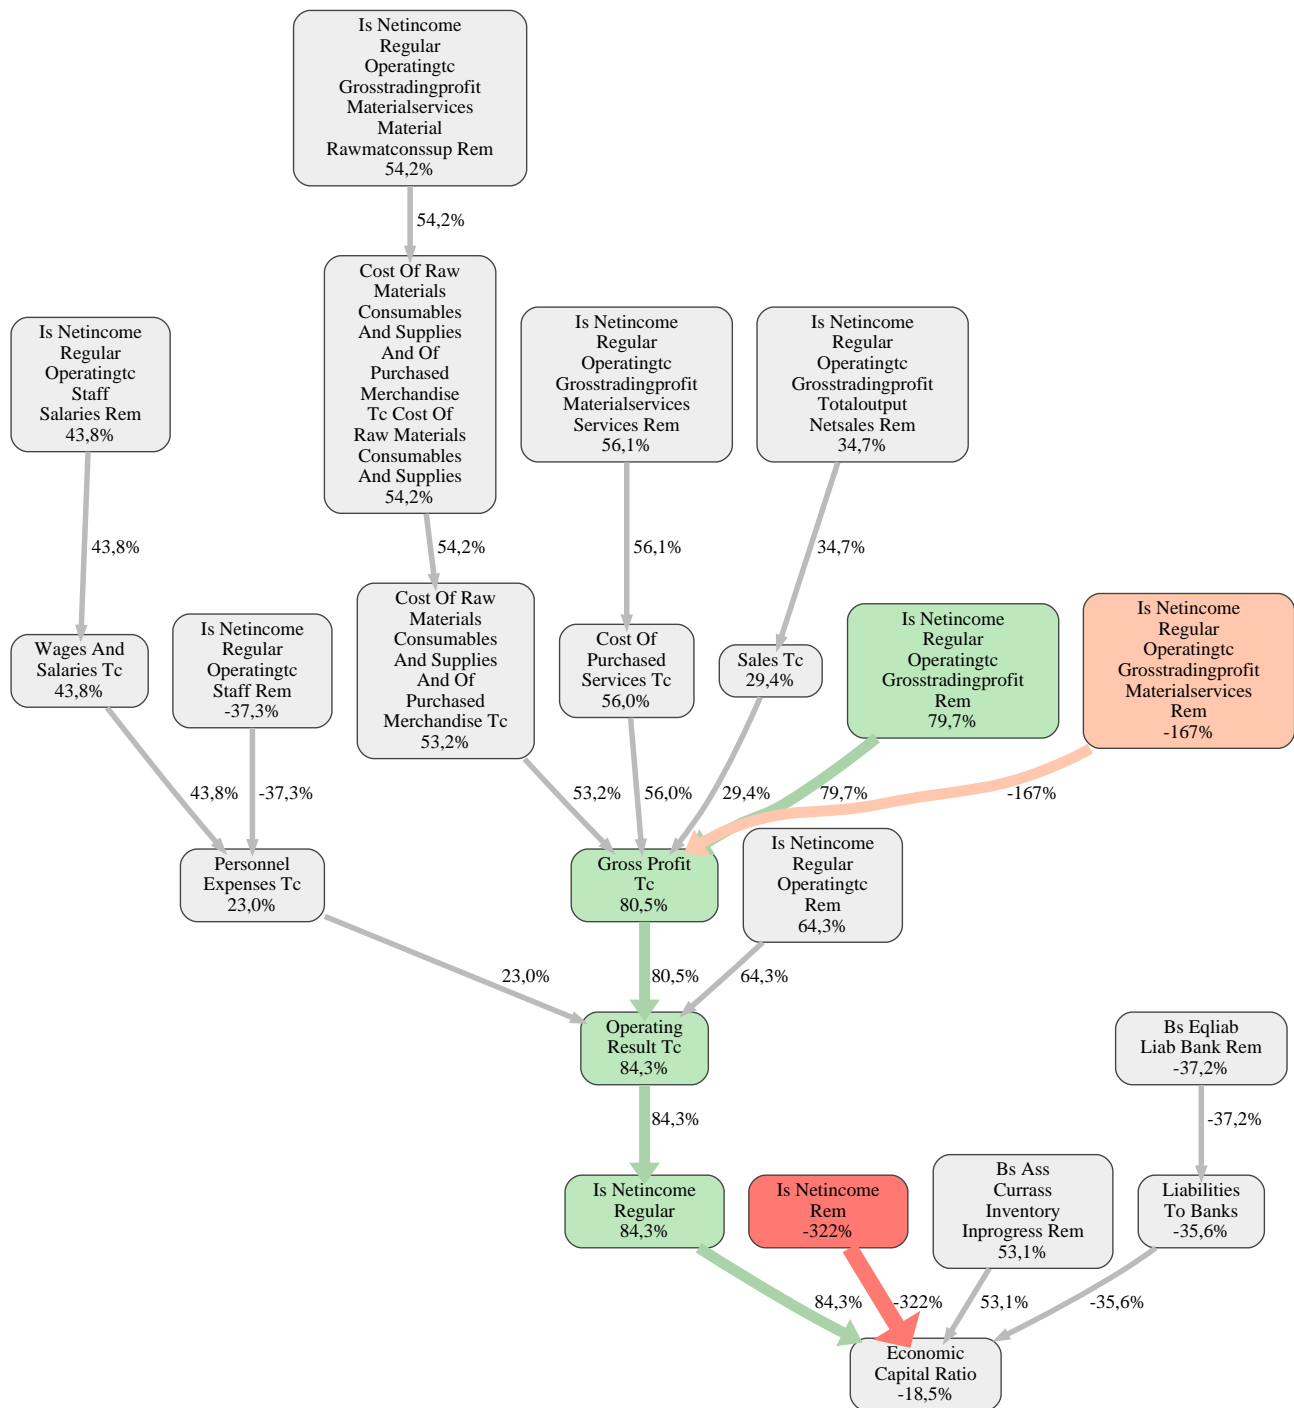 Is Netincome
Regular
Operatingtc
Grosstradingprofit
Materialservices
Material
Rawmatconssup Rem
54,2%
54,2%
Cost Of Raw
Materials
Consumables
And Supplies
And Of
Purchased
Merchandise
Tc Cost Of
Raw Materials
Consumables
And Supplies
54,2%
Is Netincome
Regular
Operatingtc
Staff
Salaries Rem
43,8%
Is Netincome
Regular
Operatingtc
Grosstradingprofit
Materialservices
Services Rem
56,1%
Is Netincome
Regular
Operatingtc
Grosstradingprofit
Totaloutput
Netsales Rem
34,7%
43,8%
54,2%
56,1%
34,7%
Wages And
Salaries Tc
43,8%
Is Netincome
Regular
Operatingtc
Staff Rem
-37,3%
Cost Of Raw
Materials
Consumables
And Supplies
And Of
Purchased
Merchandise Tc
53,2%
Cost Of
Purchased
Services Tc
56,0%
Sales Tc
29,4%
Is Netincome
Regular
Operatingtc
Grosstradingprofit
Rem
79,7%
Is Netincome
Regular
Operatingtc
Grosstradingprofit
Materialservices
Rem
-167%
43,8%
-37,3%
53,2%
56,0%
29,4%
79,7%
-167%
Personnel
Expenses Tc
23,0%
Gross Profit
Tc
80,5%
Is Netincome
Regular
Operatingtc
Rem
64,3%
23,0%
80,5%
64,3%
Operating
Result Tc
84,3%
Bs Eqliab
Liab Bank Rem
-37,2%
84,3%
-37,2%
Is Netincome
Regular
84,3%
Is Netincome
Rem
-322%
Bs Ass
Currass
Inventory
Inprogress Rem
53,1%
Liabilities
To Banks
-35,6%
84,3%
-322%
53,1%
-35,6%
Economic
Capital Ratio
-18,5%